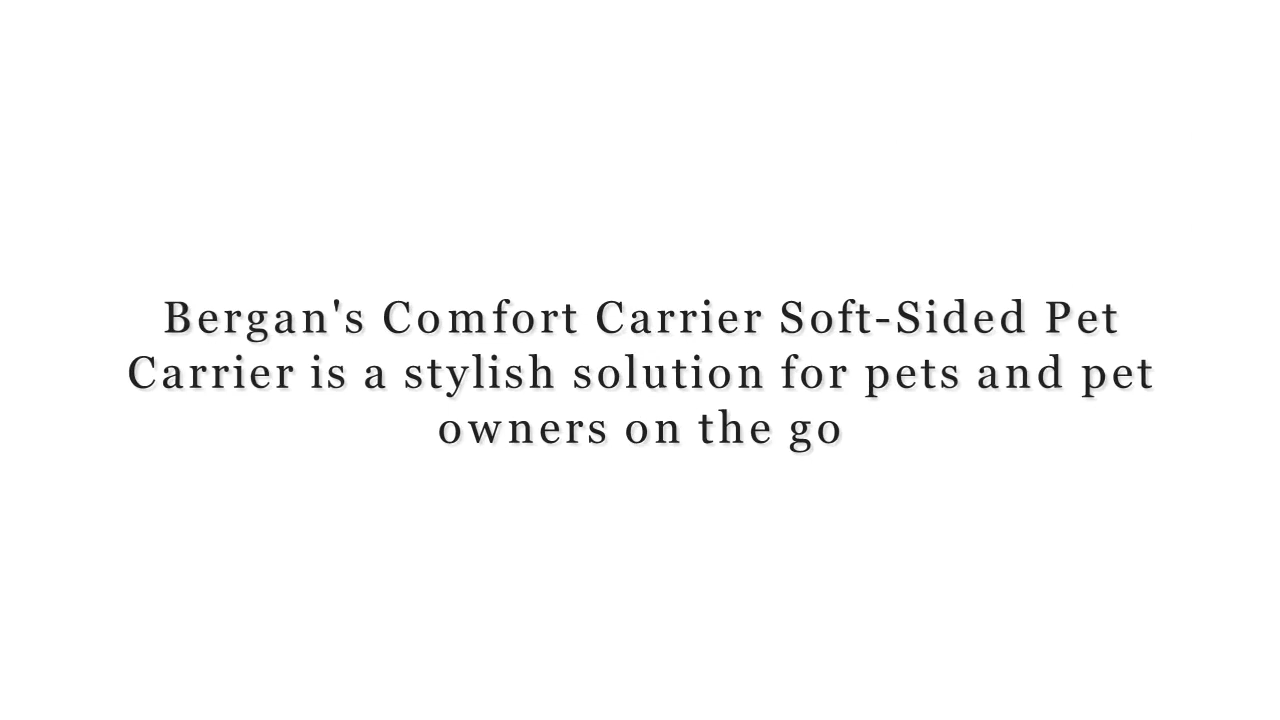 Bergan's Comfort Carrier Soft-Sided Pet
Carrier is a stylish solution for pets and pet
owners on the go